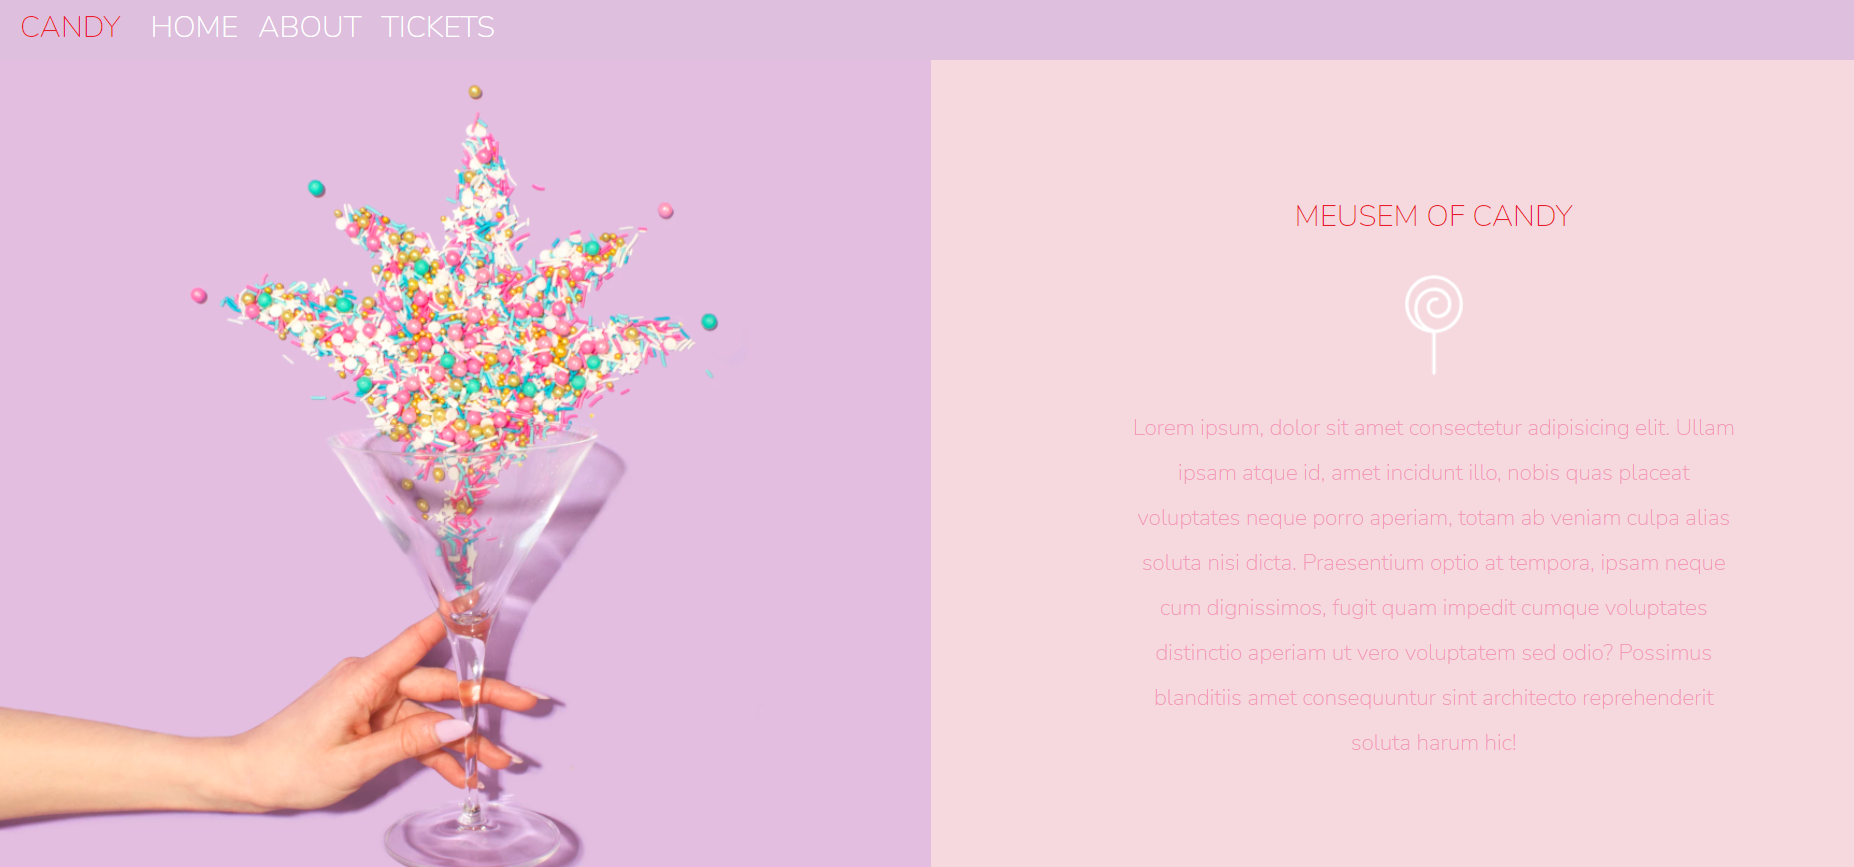 CANDY HOME ABOUT TICKETS
MEUSEM OF CANDY
Lorem ipsum, dolor sit amet consectetur adipisicing elit. Ullam
ipsam atque id, amet incidunt illo, nobis quas placeat
voluptates neque porro aperiam, totam ab veniam culpa alias
soluta nisi dicta. Praesentium optio at tempora, ipsam neque
cum dignissimos, fugit quam impedit cumque voluptates
distinctio aperiam ut vero voluptatem sed odio? Possimus
blanditiis amet consequuntur sint architecto reprehenderit
soluta harum hic!